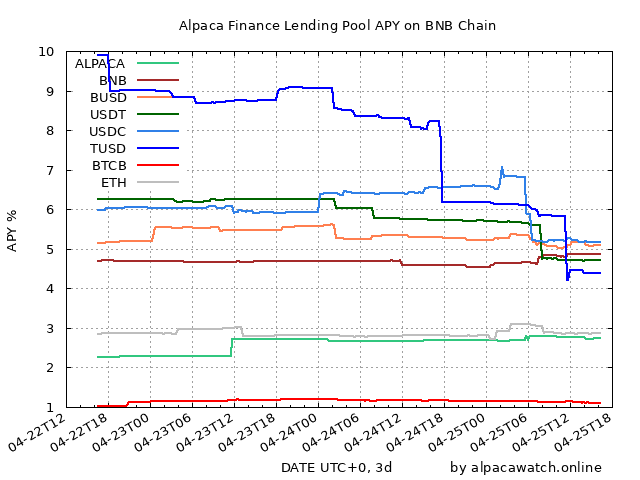 Alpaca Finance Lending Pool APY on BNB Chain
10
9
8
7
6
5
4
3
2
1
APY %
ALPACA
BNB
BUSD
USDT
USDC
TUSD
BTCB
ETH
04-22T12
04-22T18
04-23T00
04-23T06
04-23T12
04-23T18
04-24T00
04-24T06
04-24T12
04-24T18
04-25T00
04-25T06
04-25T12
04-25T18
DATE UTC+0, 3d
by alpacawatch.online